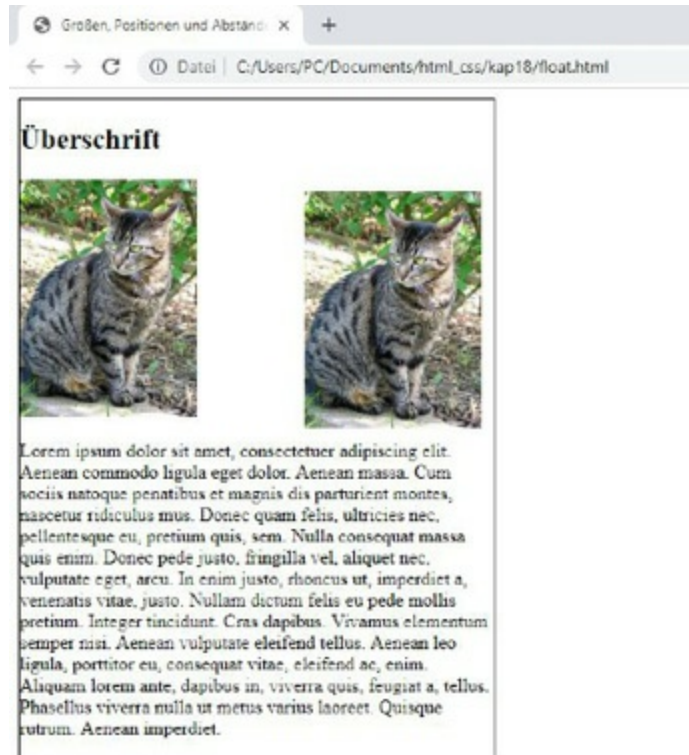 Größen, Positionen und Abständ
Datei | C:/Users/PC/Documents/html_css/kap18/float.html
Überschrift
Lorem ipsum dolor sit amet, consectetuer adipiscing elit.
Aenean commodo ligula eget dolor. Aenean massa. Cum
sociis natoque penatibus et magnis dis parturient montes,
nascetur ridiculus mus. Donec quam felis, ultricies nec,
pellentesque eu, pretium quis, sem. Nulla consequat massa
quis enim. Donec pede justo, fringilla vel, aliquet nec,
vulputate eget, arcu. In enim justo, rhoncus ut, imperdiet a,
venenatis vitae, justo. Nullam dictum felis eu pede mollis
pretium. Integer tincidunt. Cras dapibus. Vivamus elementum
semper nisi. Aenean vulputate eleifend tellus. Aenean leo
ligula, porttitor eu, consequat vitae, eleifend ac, enim.
Aliquam lorem ante, dapibus in, viverra quis, feugiat a, tellus.
Phasellus viverra nulla ut metus varius laoreet. Quisque
rutrum. Aenean imperdiet.